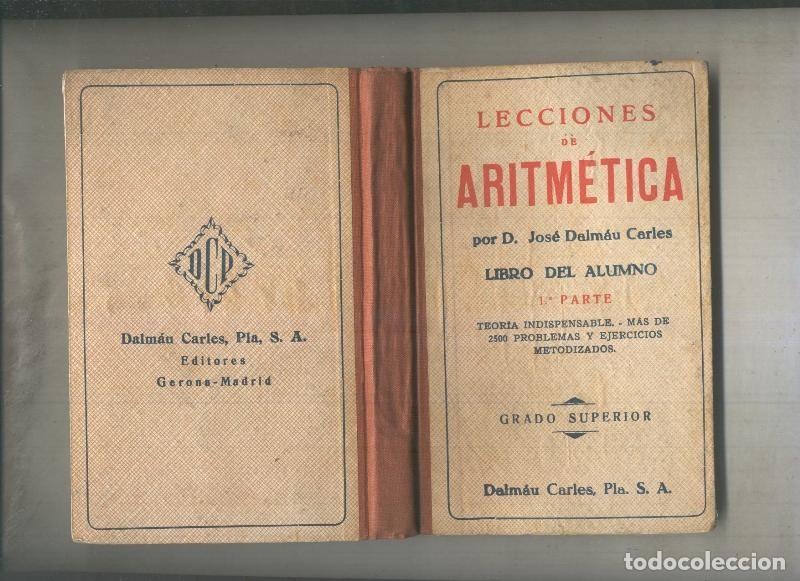 DCP
Dalmáu Carles, Pla, S. A.
Editores
Gerona-Madrid
LECCIONES
DE
ARITMÉTICA
por D. José Dalmáu Carles
LIBRO DEL ALUMNO
1.ª PARTE
TEORÍA INDISPENSABLE. - MÁS DE
2500 PROBLEMAS Y EJERCICIOS
METODIZADOS.
GRADO SUPERIOR
Dalmáu Carles, Pla. S. A.
todocoleccion